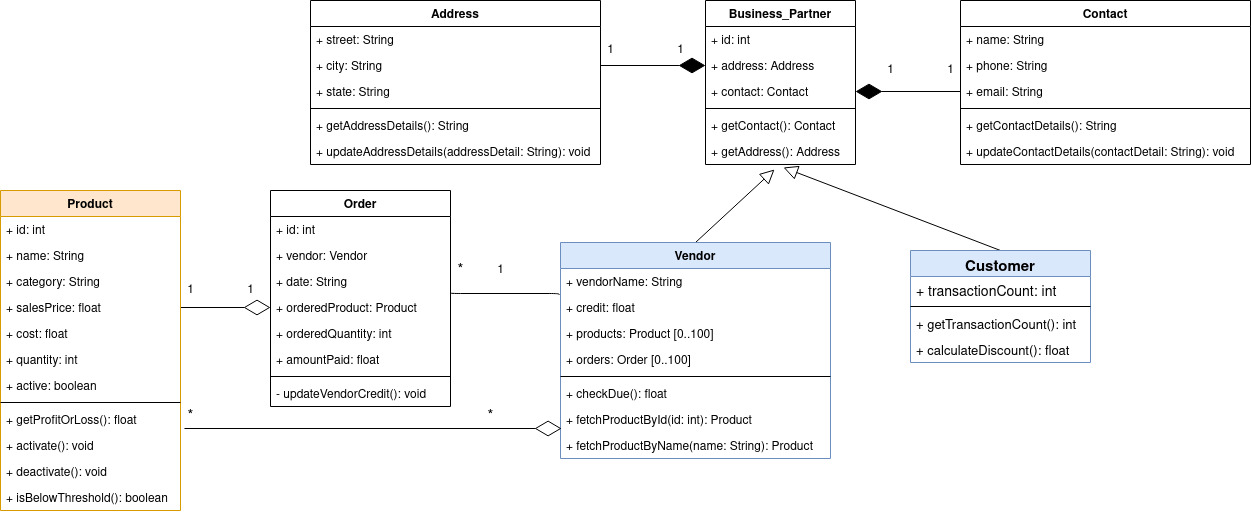 Address
+ street: String
+ city: String
+ state: String
+ getAddressDetails(): String
+ updateAddressDetails(addressDetail: String): void
1
1
Business_Partner
+ id: int
+ address: Address
+ contact: Contact
+ getContact(): Contact
+ getAddress(): Address
1
1
Contact
+ name: String
+ phone: String
+ email: String
+ getContactDetails(): String
+ updateContactDetails(contactDetail: String): void
Product
+ id: int
+ name: String
+ category: String
+ salesPrice: float
+ cost: float
+ quantity: int
+ active: boolean
+ getProfitOrLoss(): float
+ activate(): void
+ deactivate(): void
+ isBelowThreshold(): boolean
1
1
Order
+ id: int
+ vendor: Vendor
+ date: String
+ orderedProduct: Product
+ orderedQuantity: int
+ amountPaid: float
- updateVendorCredit(): void
*
1
*
*
Vendor
+ vendorName: String
+ credit: float
+ products: Product [0..100]
+ orders: Order [0..100]
+ checkDue(): float
+ fetchProductById(id: int): Product
+ fetchProductByName(name: String): Product
Customer
+ transactionCount: int
+ getTransactionCount(): int
+ calculateDiscount(): float